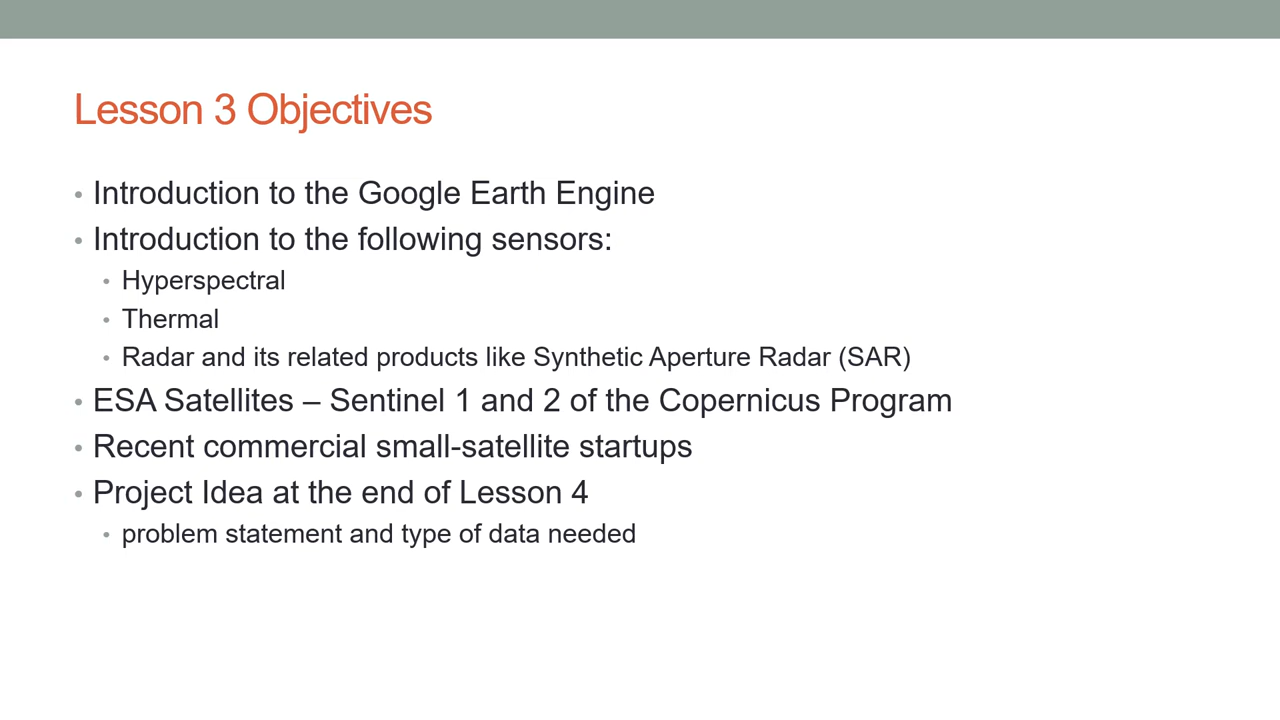 Lesson 3 Objectives
• Introduction to the Google Earth Engine
• Introduction to the following sensors:
• Hyperspectral
• Thermal
• Radar and its related products like Synthetic Aperture Radar (SAR)
• ESA Satellites – Sentinel 1 and 2 of the Copernicus Program
• Recent commercial small-satellite startups
• Project Idea at the end of Lesson 4
• problem statement and type of data needed